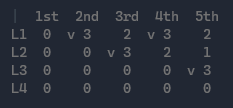 | 1st 2nd 3rd 4th 5th
L1 0 v 3 2 v 3 2
L2 0 0 v 3 2 1
L3 0 0 0 0 v 3
L4 0 0 0 0 0